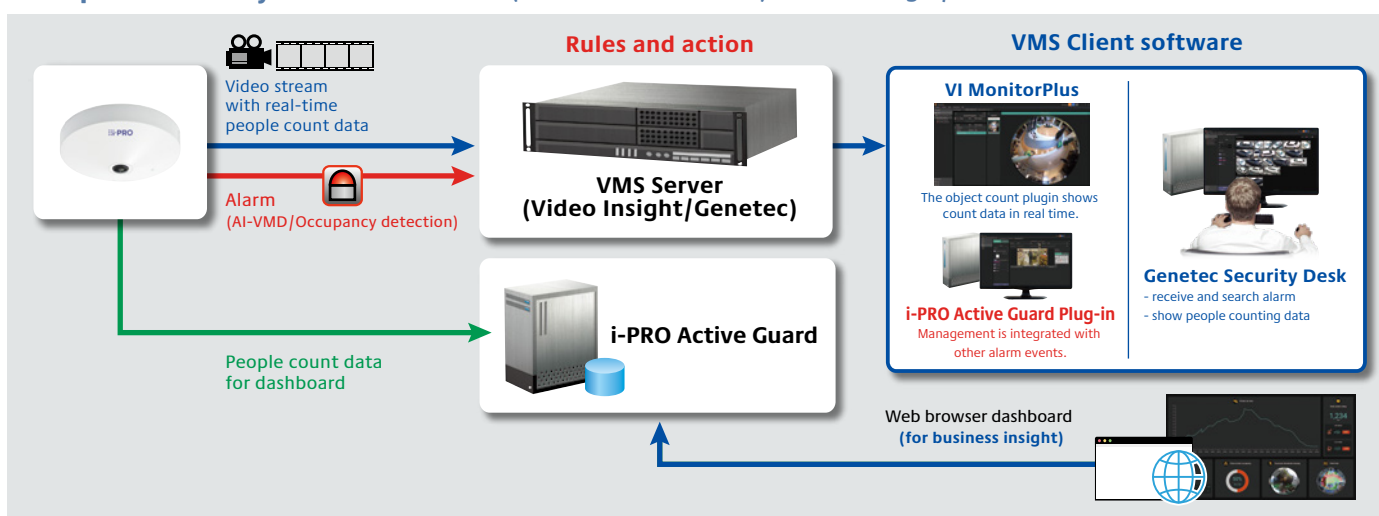 Rules and action
VMS Client software
Video stream
with real-time
people count data
i-PRO
Alarm
(AI-VMD/Occupancy detection)
VMS Server
(Video Insight/Genetec)
VI MonitorPlus
The object count plugin shows
count data in real time.
i-PRO Active Guard Plug-in
Management is integrated with
other alarm events.
Genetec Security Desk
- receive and search alarm
- show people counting data
i-PRO Active Guard
People count data
for dashboard
Web browser dashboard
(for business insight)
1,234